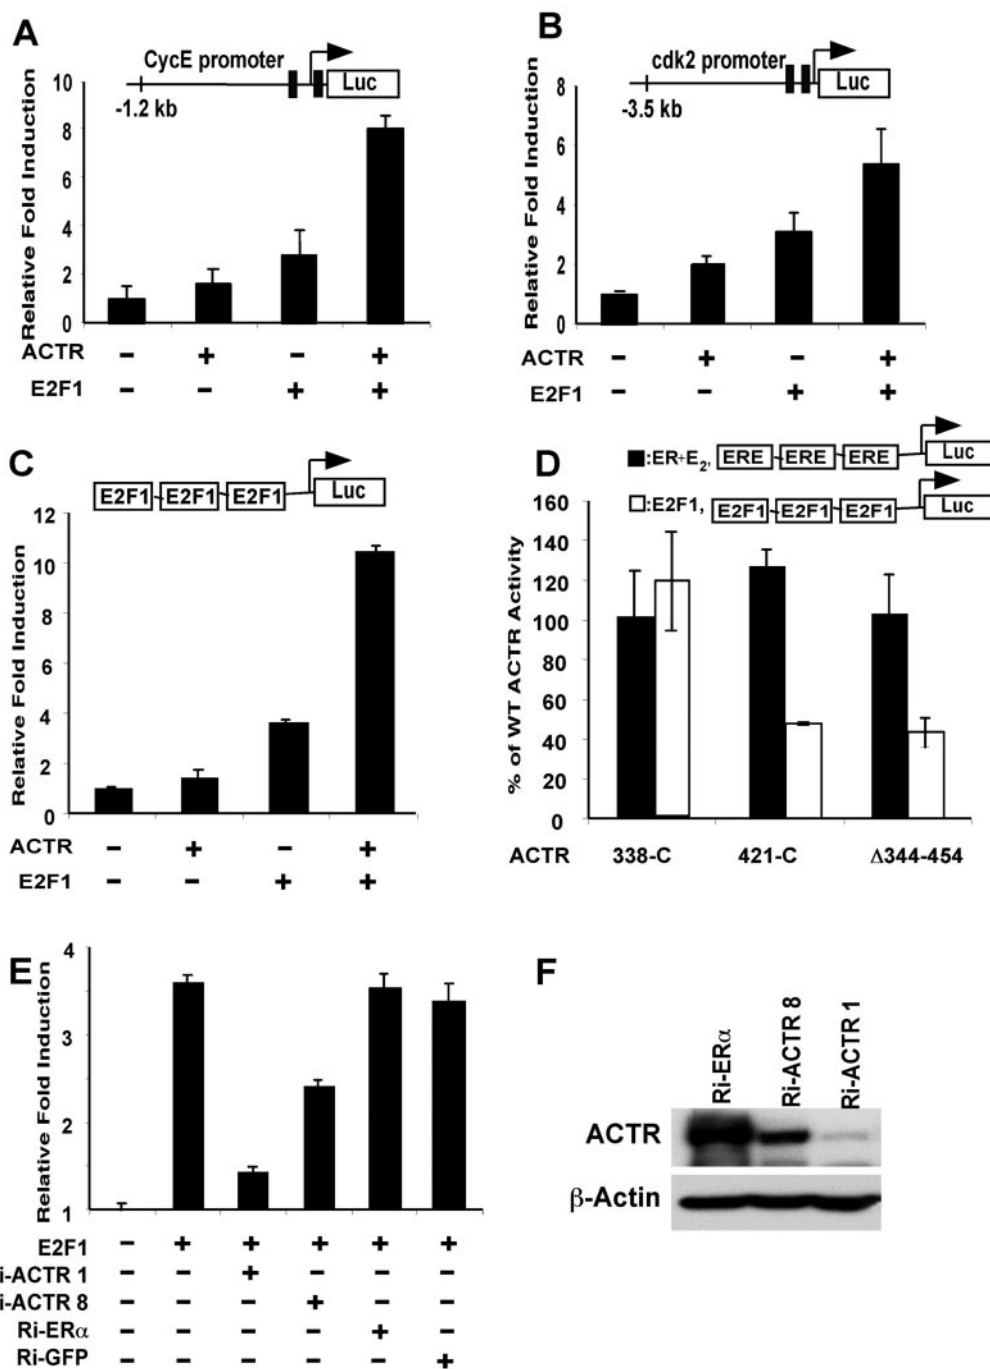 A
CycE promoter
Luc
-1.2 kb
Relative Fold Induction
10
8
6
4
2
0
ACTR
− + − +
E2F1
− − + +
B
cdk2 promoter
Luc
-3.5 kb
Relative Fold Induction
8
6
4
2
0
ACTR
− + − +
E2F1
− − + +
C
E2F1 E2F1 E2F1 Luc
Relative Fold Induction
12
10
8
6
4
2
0
ACTR
− + − +
E2F1
− − + +
D
:ER+E2, ERE ERE ERE Luc
:E2F1, E2F1 E2F1 E2F1 Luc
% of WT ACTR Activity
160
140
120
100
80
60
40
20
0
ACTR 338-C 421-C Δ344-454
E
Relative Fold Induction
4
3
2
1
E2F1 − + + + + +
i-ACTR 1 − − + − − −
i-ACTR 8 − − − + − −
Ri-ERα − − − − + −
Ri-GFP − − − − − +
F
Ri-ERα
Ri-ACTR 8
Ri-ACTR 1
ACTR
β-Actin